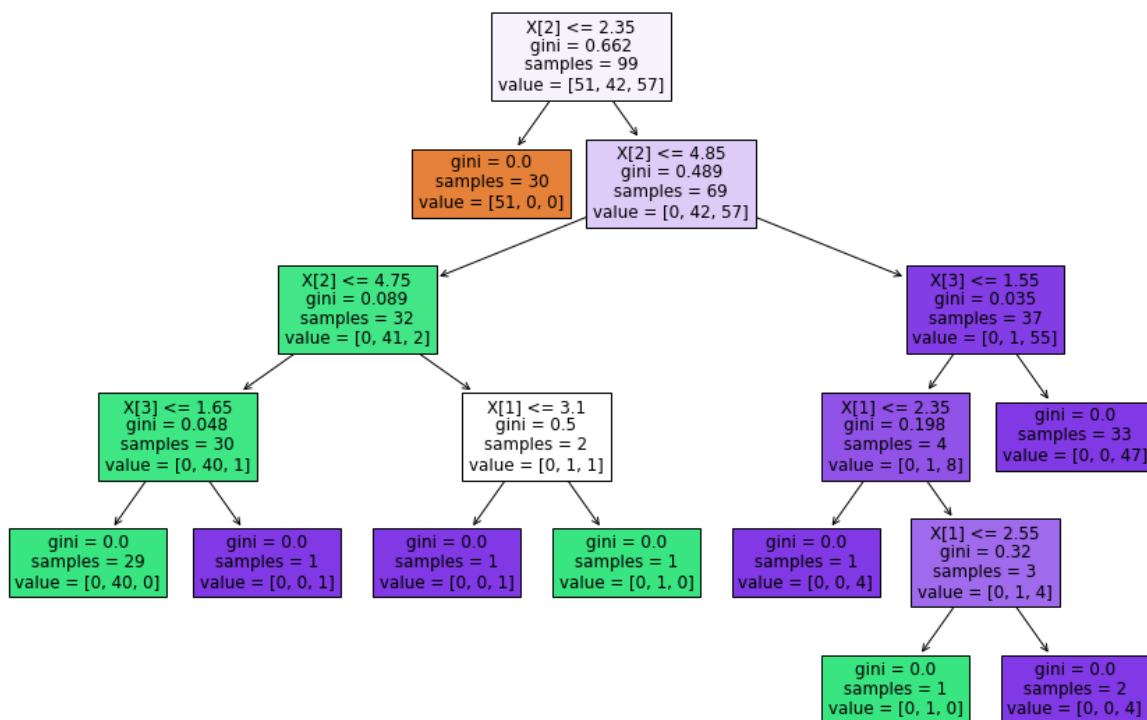 X[2] <= 2.35
gini = 0.662
samples = 99
value = [51, 42, 57]
gini = 0.0
samples = 30
value = [51, 0, 0]
X[2] <= 4.85
gini = 0.489
samples = 69
value = [0, 42, 57]
X[2] <= 4.75
gini = 0.089
samples = 32
value = [0, 41, 2]
X[3] <= 1.55
gini = 0.035
samples = 37
value = [0, 1, 55]
X[3] <= 1.65
gini = 0.048
samples = 30
value = [0, 40, 1]
X[1] <= 3.1
gini = 0.5
samples = 2
value = [0, 1, 1]
X[1] <= 2.35
gini = 0.198
samples = 4
value = [0, 1, 8]
gini = 0.0
samples = 33
value = [0, 0, 47]
gini = 0.0
samples = 29
value = [0, 40, 0]
gini = 0.0
samples = 1
value = [0, 0, 1]
gini = 0.0
samples = 1
value = [0, 0, 1]
gini = 0.0
samples = 1
value = [0, 1, 0]
gini = 0.0
samples = 1
value = [0, 0, 4]
X[1] <= 2.55
gini = 0.32
samples = 3
value = [0, 1, 4]
gini = 0.0
samples = 1
value = [0, 1, 0]
gini = 0.0
samples = 2
value = [0, 0, 4]